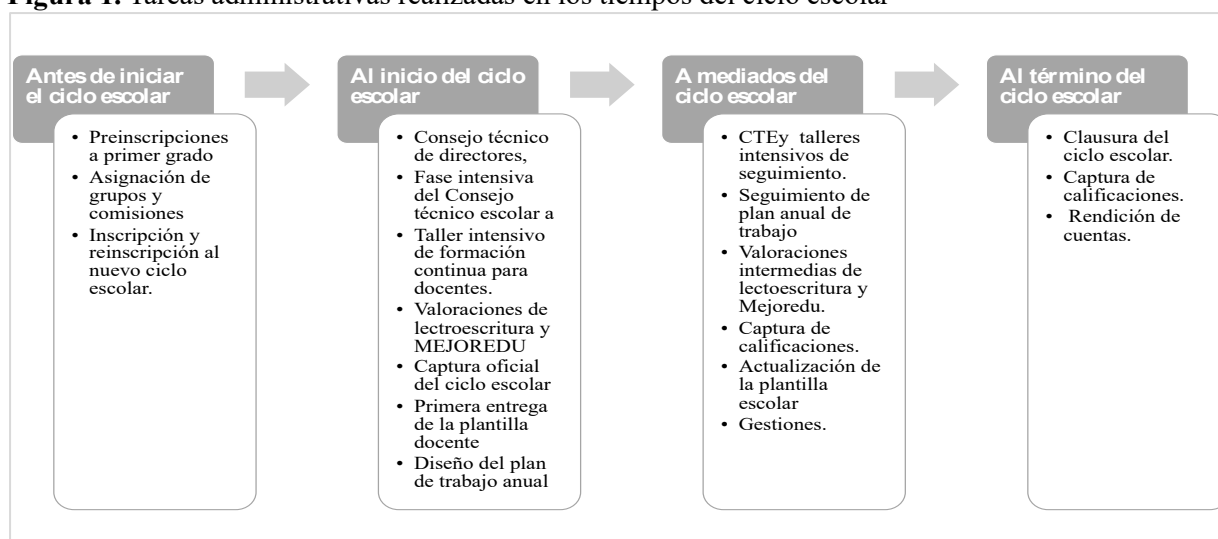 Figura 1. Tareas administrativas realizadas en los tiempos del ciclo escolar
Antes de iniciar
el ciclo escolar
• Preinscripciones
a primer grado
• Asignación de
grupos y
comisiones
• Inscripción y
reinscripción al
nuevo ciclo
escolar.
Al inicio del ciclo
escolar
• Consejo técnico
de directores,
• Fase intensiva
del Consejo
técnico escolar a
• Taller intensivo
de formación
continua para
docentes.
• Valoraciones de
lectroescritura y
MEJOREDU
• Captura oficial
del ciclo escolar
• Primera entrega
de la plantilla
docente
• Diseño del plan
de trabajo anual
A mediados del
ciclo escolar
• CTEy talleres
intensivos de
seguimiento.
• Seguimiento de
plan anual de
trabajo
• Valoraciones
intermedias de
lectoescritura y
Mejoredu.
• Captura de
calificaciones.
• Actualización de
la plantilla
escolar
• Gestiones.
Al término del
ciclo escolar
• Clausura del
ciclo escolar.
• Captura de
calificaciones.
• Rendición de
cuentas.